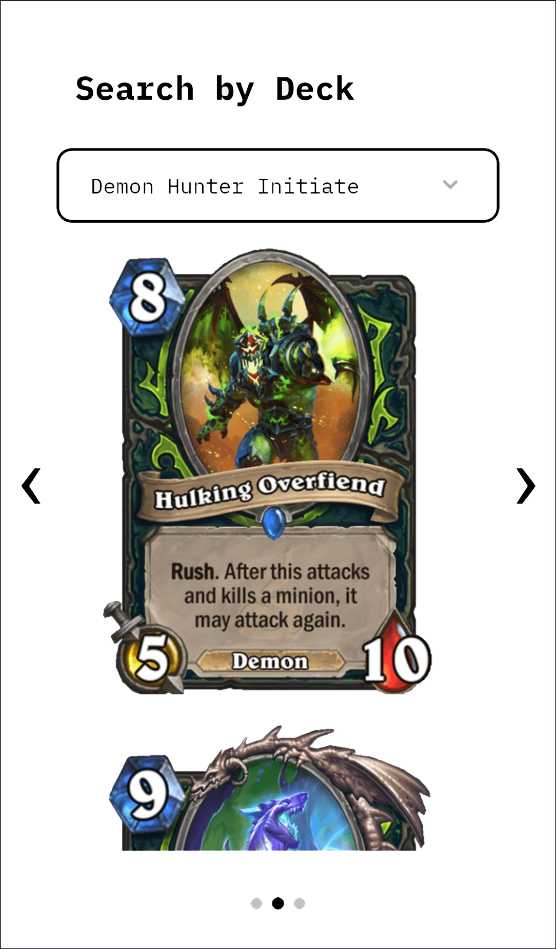 Search by Deck
Demon Hunter Initiate
8
Hulking Overfiend
Rush. After this attacks
and kills a minion, it
may attack again.
5
Demon
10
9